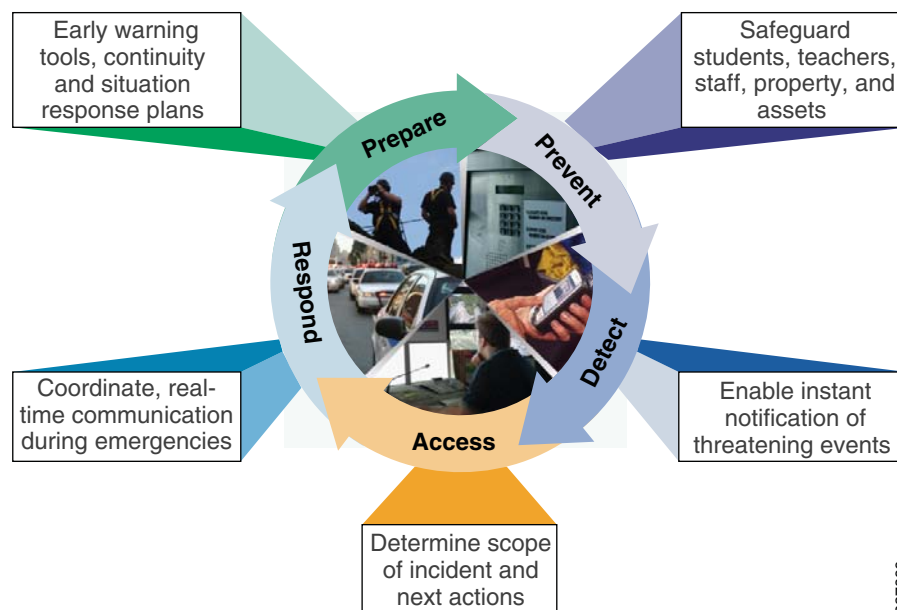 Early warning
tools, continuity
and situation
response plans
Safeguard
students, teachers,
staff, property, and
assets
Prepare
Prevent
Respond
Detect
Access
Coordinate, real-
time communication
during emergencies
Enable instant
notification of
threatening events
Determine scope
of incident and
next actions